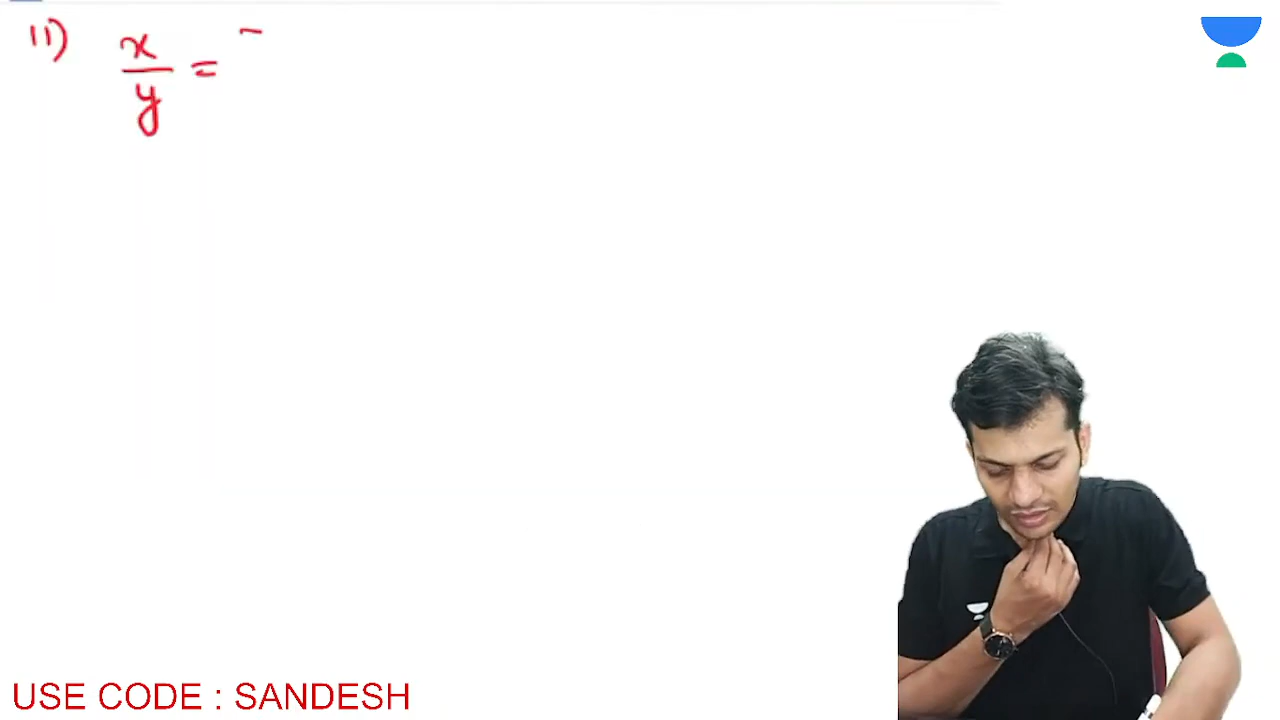 11) x/y =
USE CODE : SANDESH